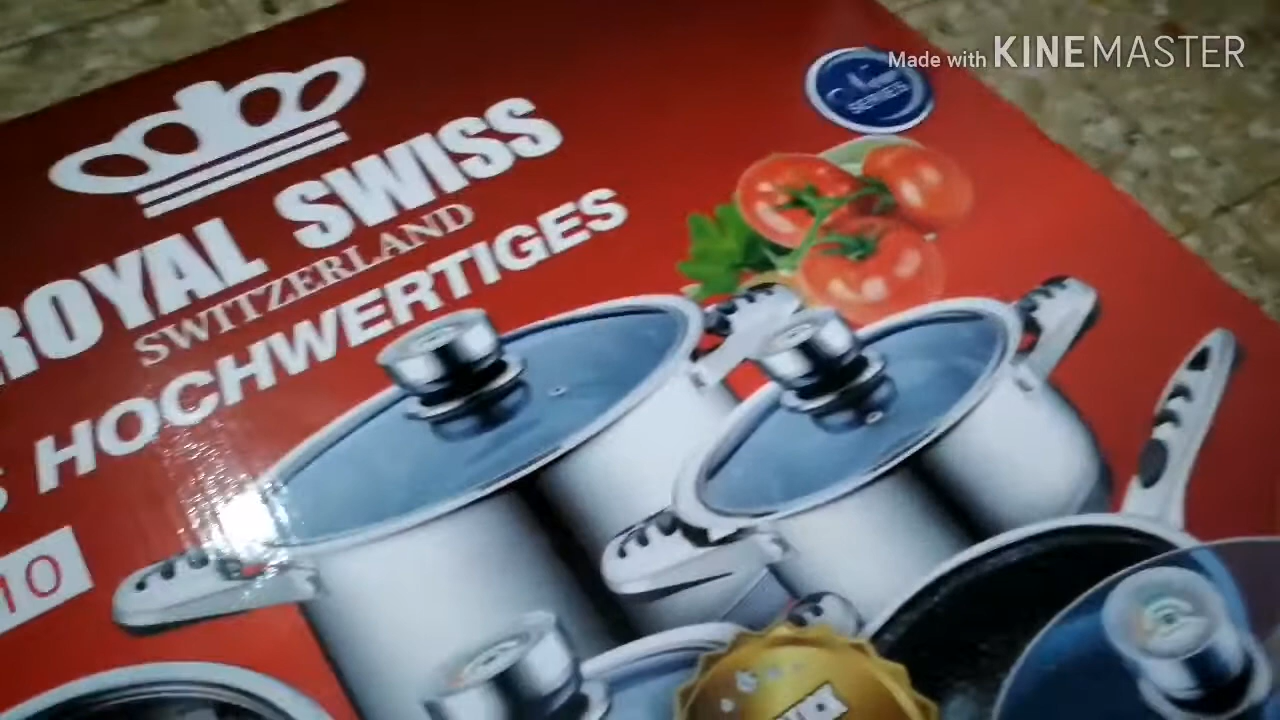 Made with KINEMASTER
ROYAL SWISS
SWITZERLAND
HOCHWERTIGES
10